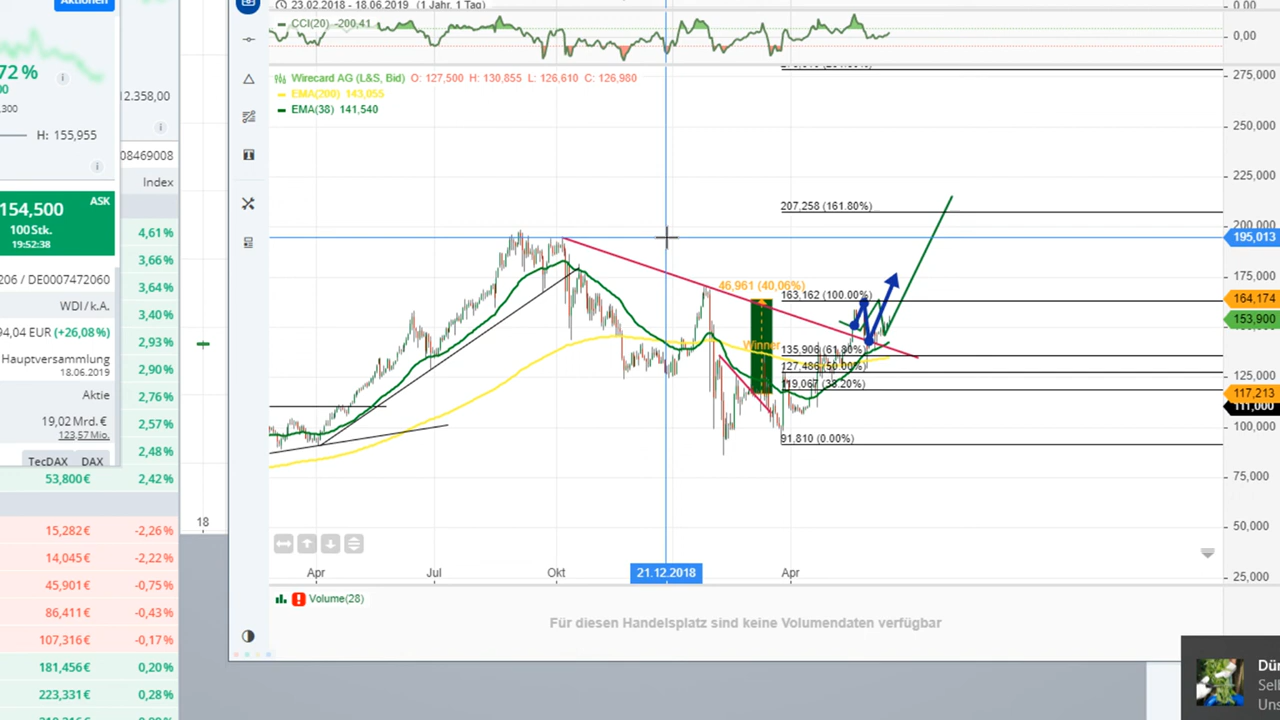 Aktionen
72 %
00
,300
H: 155,955
154,500
ASK
100 Stk.
19:52:38
206 / DE0007472060
WDI / k.A.
94,04 EUR (+26,08%)
Hauptversammlung
18.06.2019
Aktie
19,02 Mrd. €
123,57 Mio.
TecDAX
DAX
12.358,00
08469008
Index
4,61%
3,66%
3,64%
3,40%
2,93%
2,90%
2,76%
2,57%
2,48%
53,800 €
2,42%
15,282 €
-2,26%
14,045 €
-2,22%
45,901 €
-0,75%
86,411 €
-0,43%
107,316 €
-0,17%
181,456 €
0,20%
223,331 €
0,28%
18
23.02.2018 - 18.06.2019 (1 Jahr, 1 Tag)
CCI(20) -200,41
0,00
0,00
Wirecard AG (L&S, Bid) O: 127,500 H: 130,855 L: 126,610 C: 126,980
EMA(200) 143,055
EMA(38) 141,540
207,258 (161.80%)
46,961 (40,06%)
163,162 (100.00%)
Winner
135,906 (61.80%)
127,486 (50.00%)
119,067 (38.20%)
91,810 (0.00%)
275,000
250,000
225,000
200,000
195,013
175,000
164,174
153,900
125,000
117,213
111,000
100,000
75,000
50,000
25,000
Apr
Jul
Okt
21.12.2018
Apr
Volume(28)
Für diesen Handelsplatz sind keine Volumendaten verfügbar
Dür
Selb
Uns